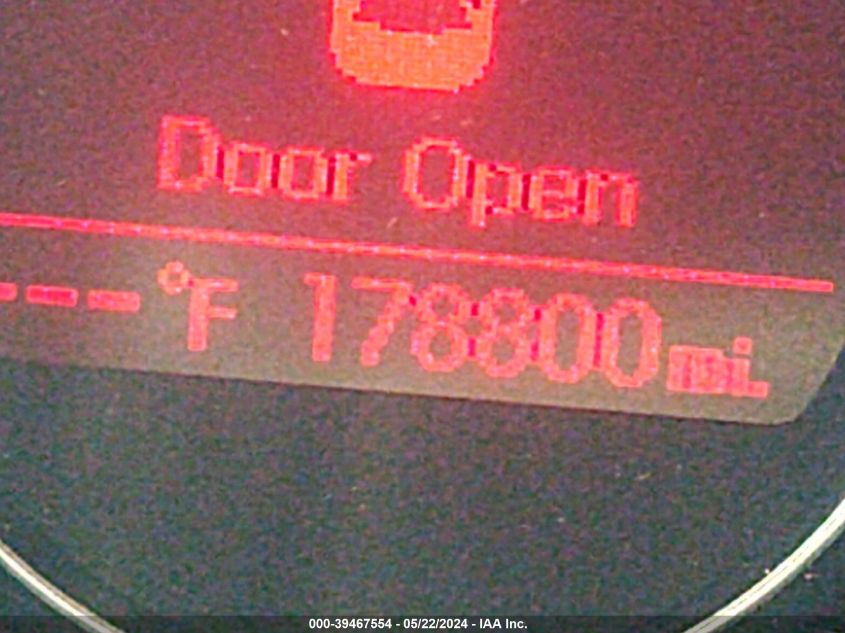 Door Open
---°F 178800mi.
000-39467554 - 05/22/2024 - IAA Inc.